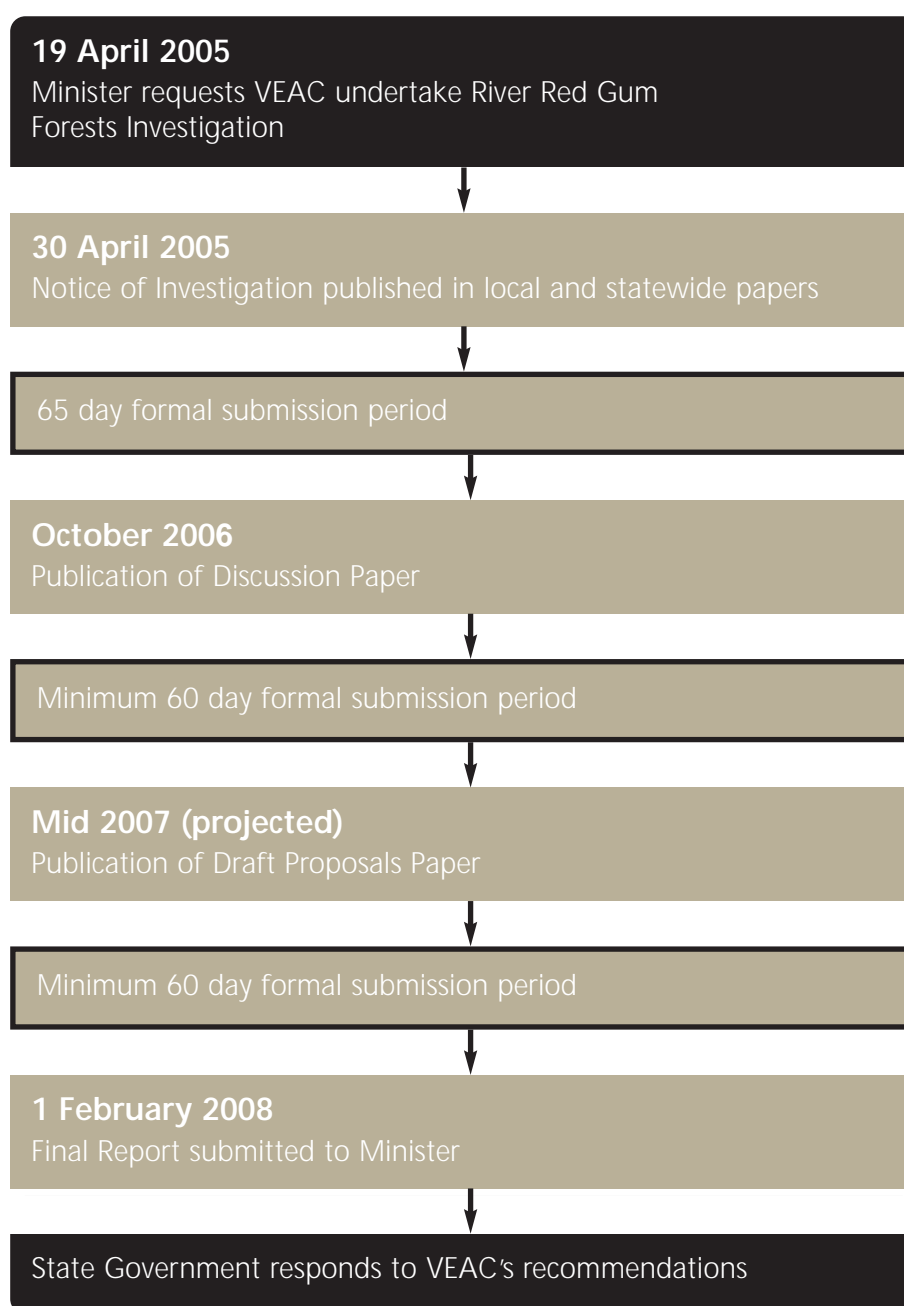 19 April 2005
Minister requests VEAC undertake River Red Gum
Forests Investigation
30 April 2005
Notice of Investigation published in local and statewide papers
65 day formal submission period
October 2006
Publication of Discussion Paper
Minimum 60 day formal submission period
Mid 2007 (projected)
Publication of Draft Proposals Paper
Minimum 60 day formal submission period
1 February 2008
Final Report submitted to Minister
State Government responds to VEAC's recommendations